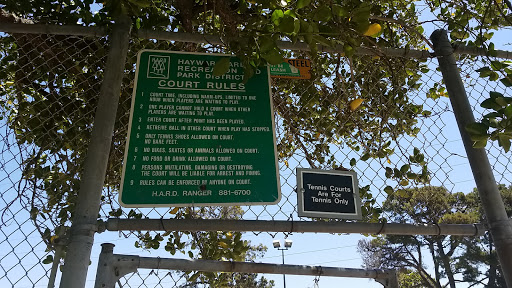 HAYWARD AREA
RECREATION AND
PARK DISTRICT
COURT RULES
1 COURT TIME, INCLUDING WARM-UPS, LIMITED TO ONE
HOUR WHEN PLAYERS ARE WAITING TO PLAY.
2 ONE PLAYER CANNOT HOLD A COURT WHEN OTHER
PLAYERS ARE WAITING TO PLAY.
3 ENTER COURT AFTER POINT HAS BEEN PLAYED.
4 RETRIEVE BALL IN OTHER COURT WHEN PLAY HAS STOPPED.
5 ONLY TENNIS SHOES ALLOWED ON COURT.
NO BARE FEET.
6 NO BIKES, SKATES OR ANIMALS ALLOWED ON COURT.
7 NO FOOD OR DRINK ALLOWED ON COURT.
8 PERSONS MUTILATING, DAMAGING OR DESTROYING
THE COURT WILL BE LIABLE FOR ARREST AND FINES.
9 RULES CAN BE ENFORCED BY ANYONE ON COURT.
H.A.R.D. RANGER 881-6700
Tennis Courts
Are For
Tennis Only